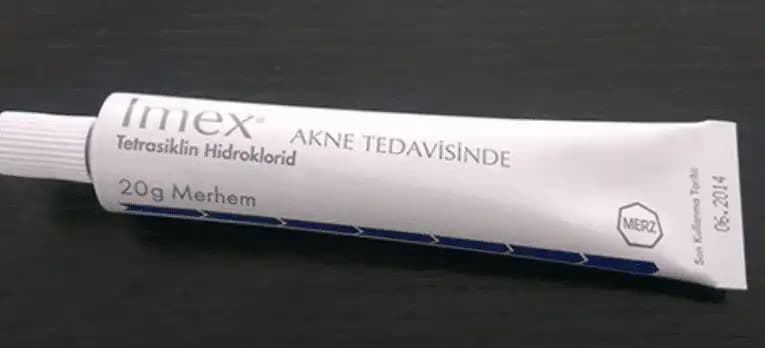 Imex®
AKNE TEDAVİSİNDE
Tetrasiklin Hidroklorid
20g Merhem
MERZ
Son Kullanma Tarihi:
06.2014